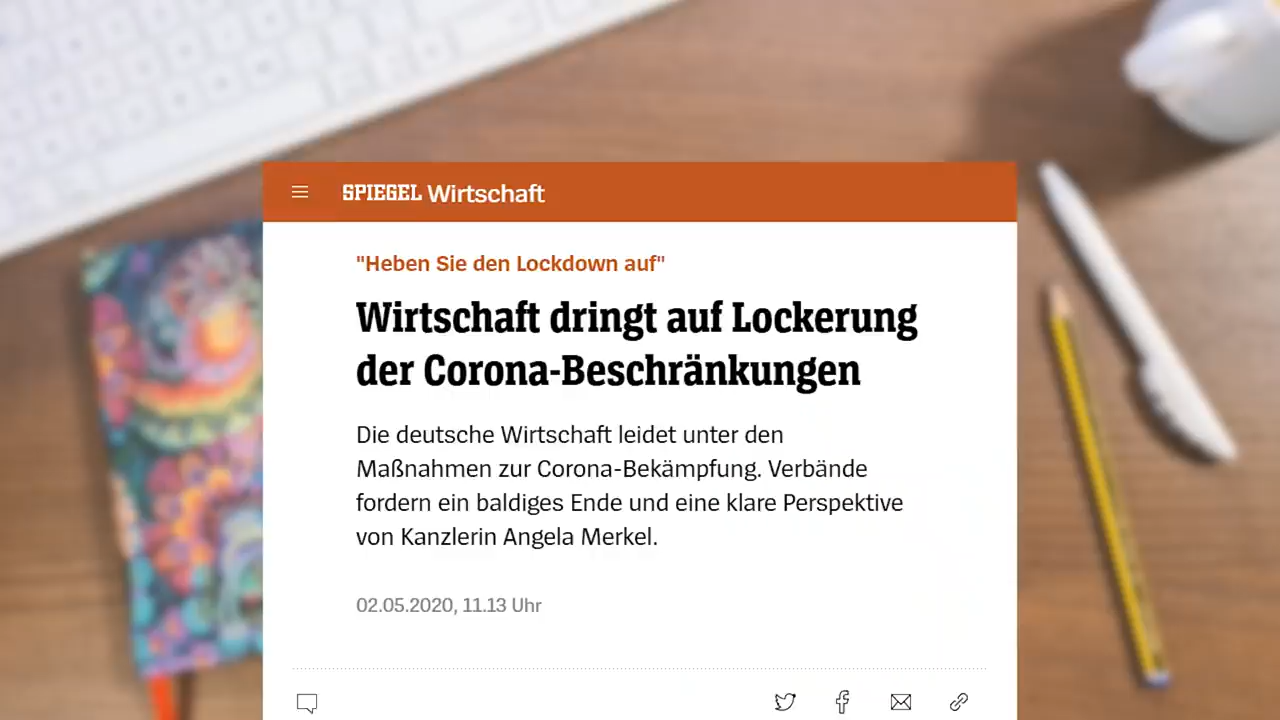 SPIEGEL Wirtschaft
"Heben Sie den Lockdown auf"
Wirtschaft dringt auf Lockerung
der Corona-Beschränkungen
Die deutsche Wirtschaft leidet unter den
Maßnahmen zur Corona-Bekämpfung. Verbände
fordern ein baldiges Ende und eine klare Perspektive
von Kanzlerin Angela Merkel.
02.05.2020, 11.13 Uhr